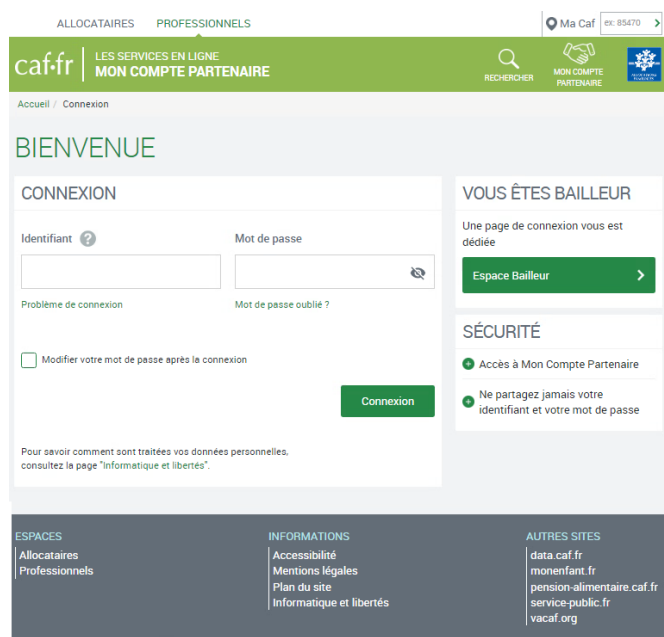 ALLOCATAIRES PROFESSIONNELS Ma Caf ex: 85470
caf.fr LES SERVICES EN LIGNE
MON COMPTE PARTENAIRE
RECHERCHER
MON COMPTE
PARTENAIRE
Accueil / Connexion
BIENVENUE
CONNEXION
Identifiant ?
Mot de passe
Problème de connexion
Mot de passe oublié ?
Modifier votre mot de passe après la connexion
Connexion
Pour savoir comment sont traitées vos données personnelles,
consultez la page "Informatique et libertés".
VOUS ÊTES BAILLEUR
Une page de connexion vous est
dédiée
Espace Bailleur
SÉCURITÉ
Accès à Mon Compte Partenaire
Ne partagez jamais votre
identifiant et votre mot de passe
ESPACES
Allocataires
Professionnels
INFORMATIONS
Accessibilité
Mentions légales
Plan du site
Informatique et libertés
AUTRES SITES
data.caf.fr
monenfant.fr
pension-alimentaire.caf.fr
service-public.fr
vacaf.org